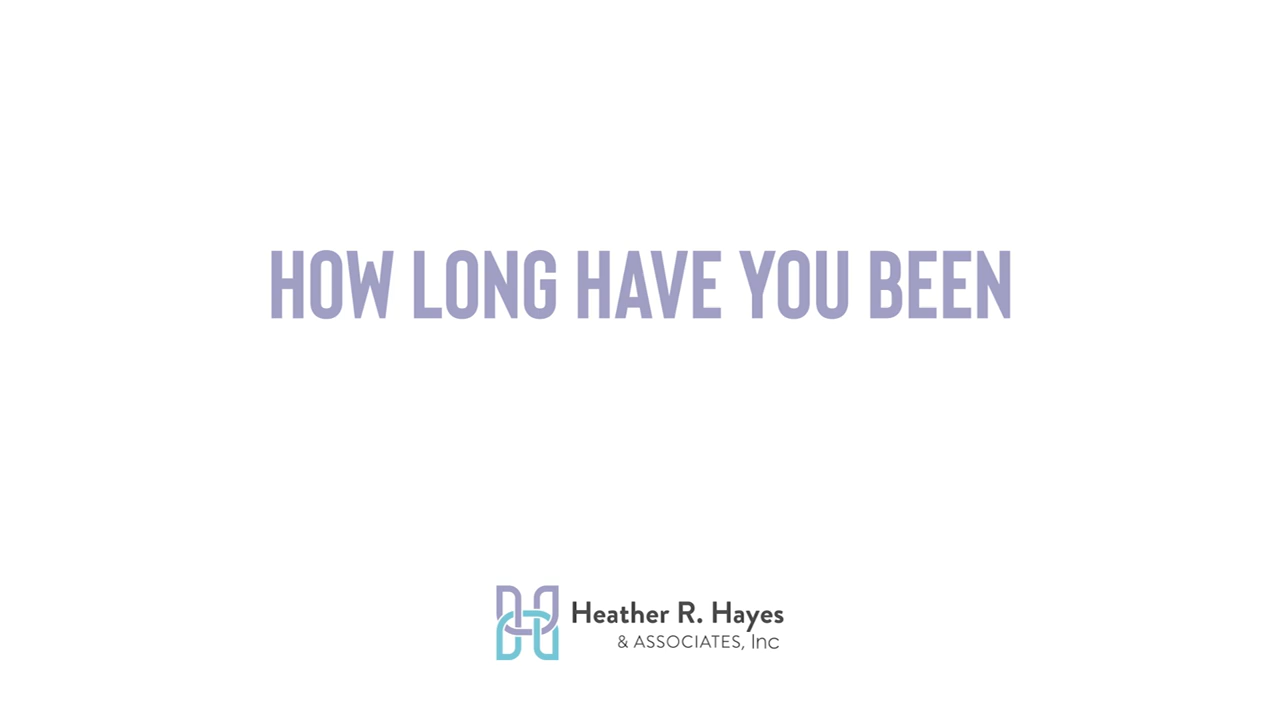 HOW LONG HAVE YOU BEEN
Heather R. Hayes
& ASSOCIATES, Inc